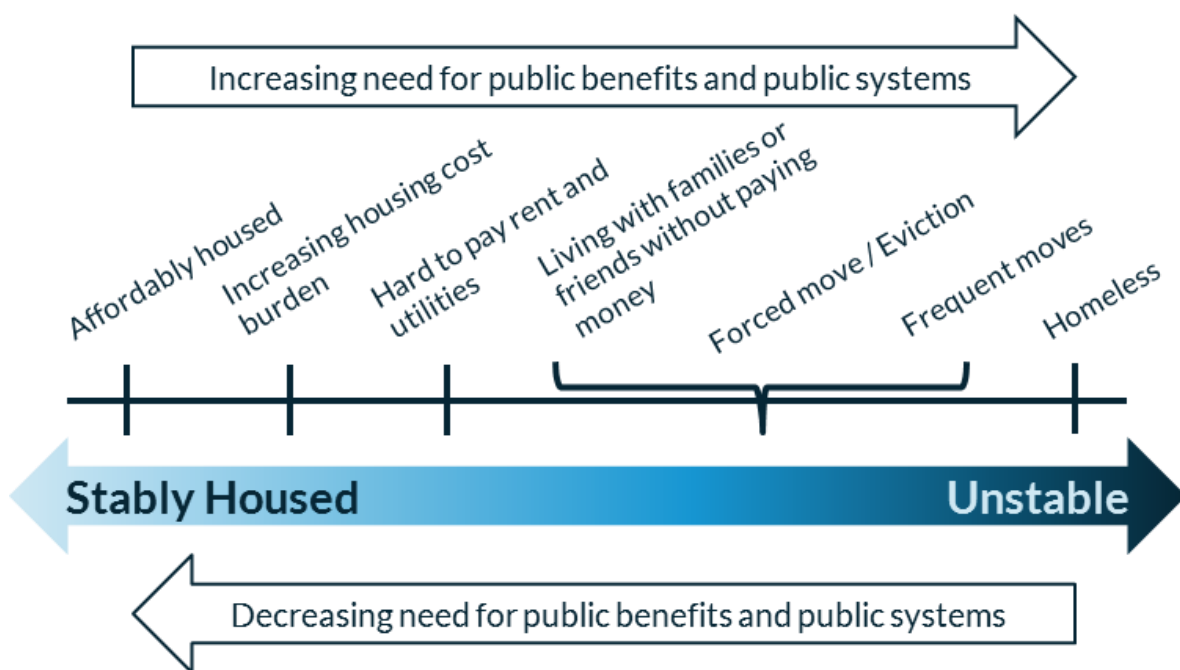 Increasing need for public benefits and public systems
Affordably housed
Increasing housing cost
burden
Hard to pay rent and
utilities
Living with families or
friends without paying
money
Forced move / Eviction
Frequent moves
Homeless
Stably Housed
Unstable
Decreasing need for public benefits and public systems